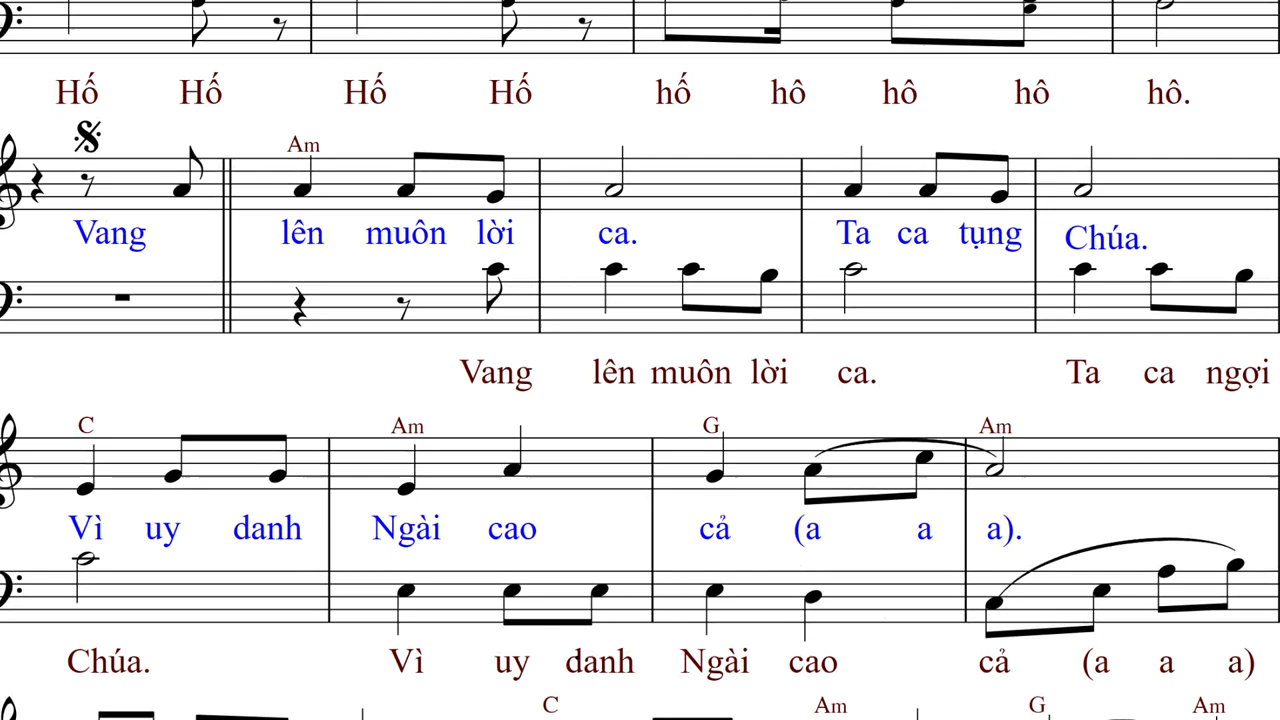 Hố Hố Hố Hố hố hô hô hô hô.
Am
Vang lên muôn lời ca. Ta ca tụng Chúa.
Vang lên muôn lời ca. Ta ca ngợi
C Am G Am
Vì uy danh Ngài cao cả (a a a).
Chúa. Vì uy danh Ngài cao cả (a a a)
C Am G Am